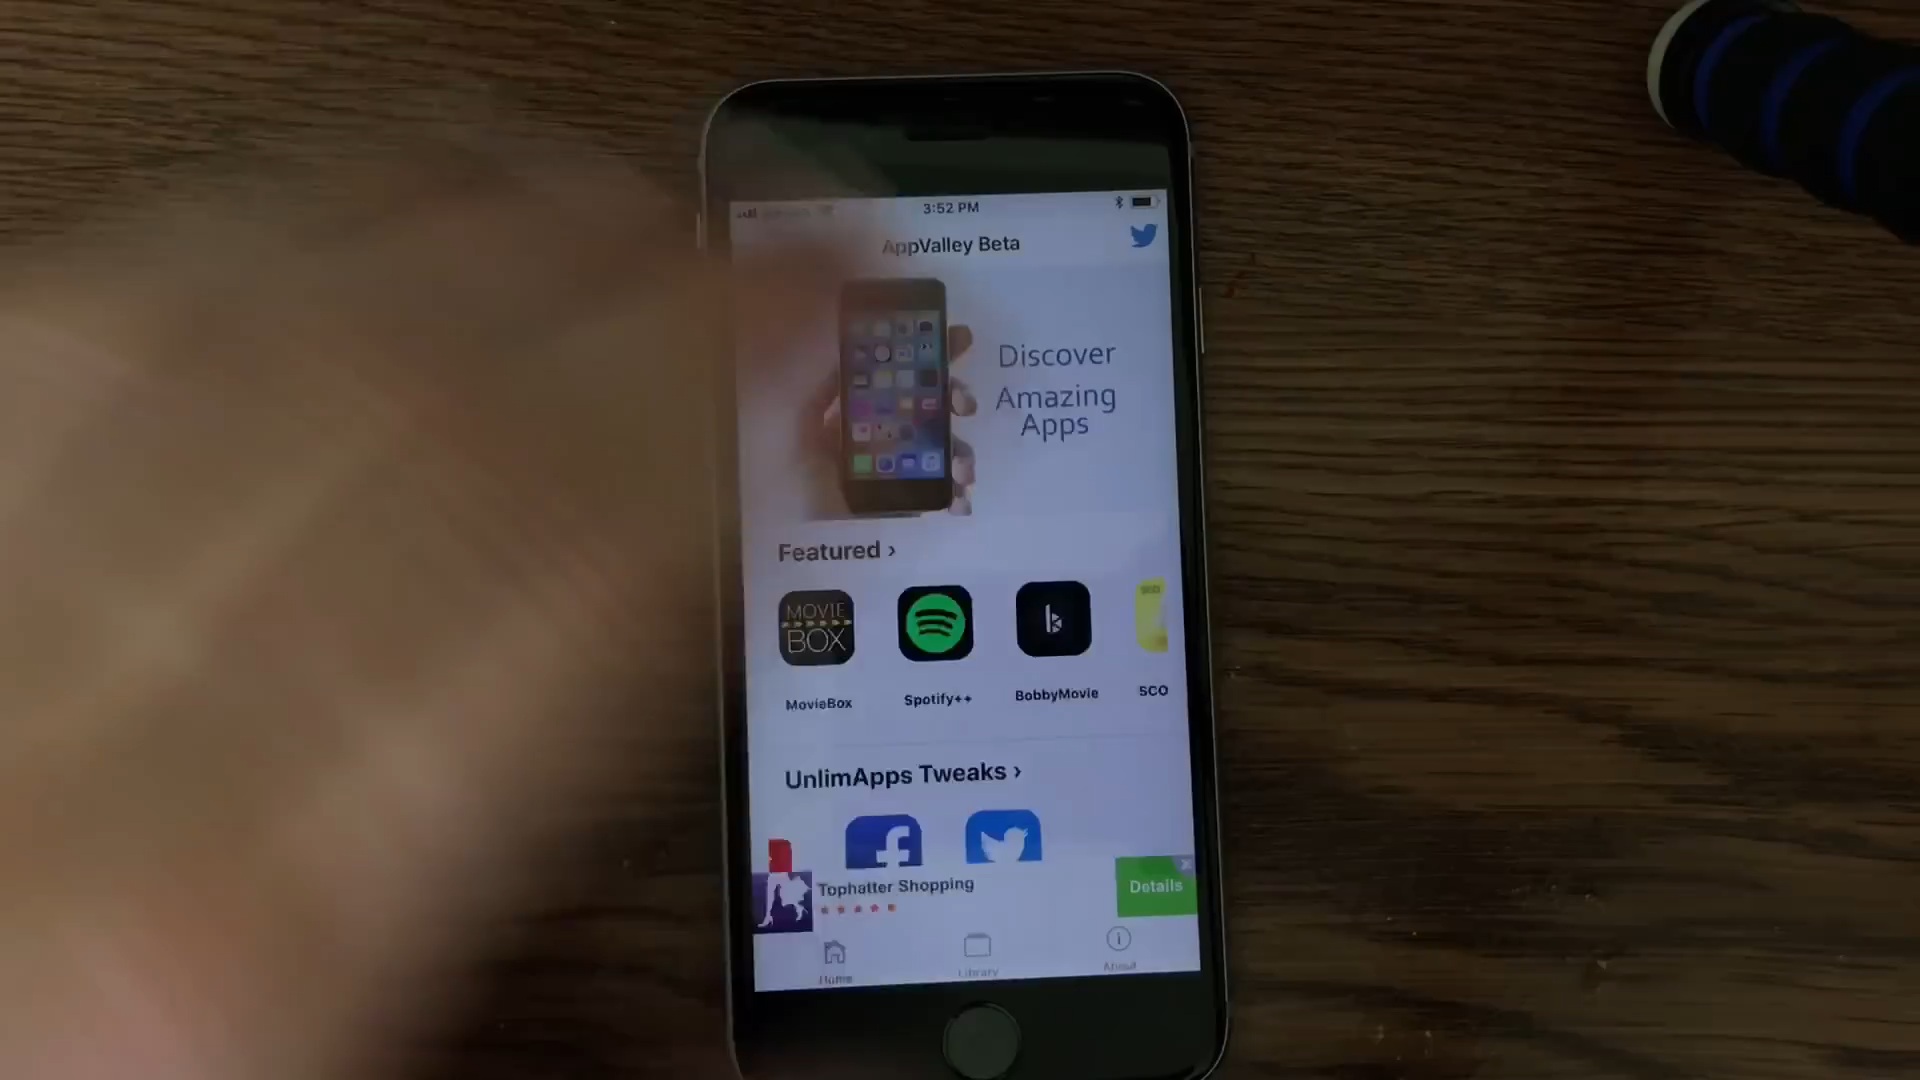 3:52 PM
AppValley Beta
Discover
Amazing
Apps
Featured ›
MOVIE
BOX
MovieBox
Spotify++
BobbyMovie
SCO
UnlimApps Tweaks ›
Tophatter Shopping
Details
Home
Library
About